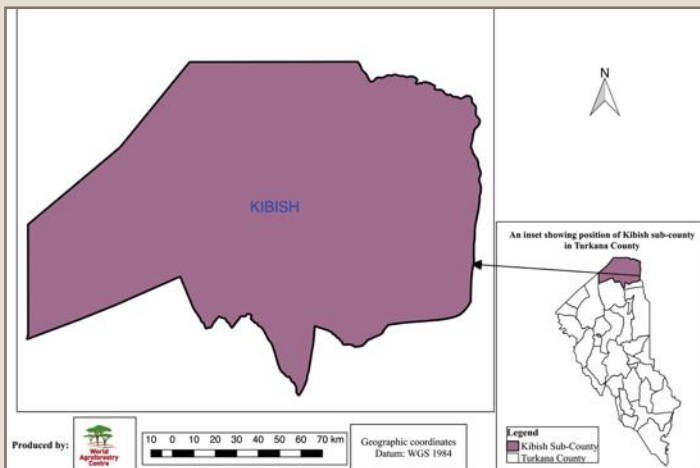 KIBISH
N
An inset showing position of Kibish sub-county
in Turkana County
Legend
Kibish Sub-County
Turkana County
Produced by:
World
Agroforestry
Centre
10 0 10 20 30 40 50 60 70 km
Geographic coordinates
Datum: WGS 1984